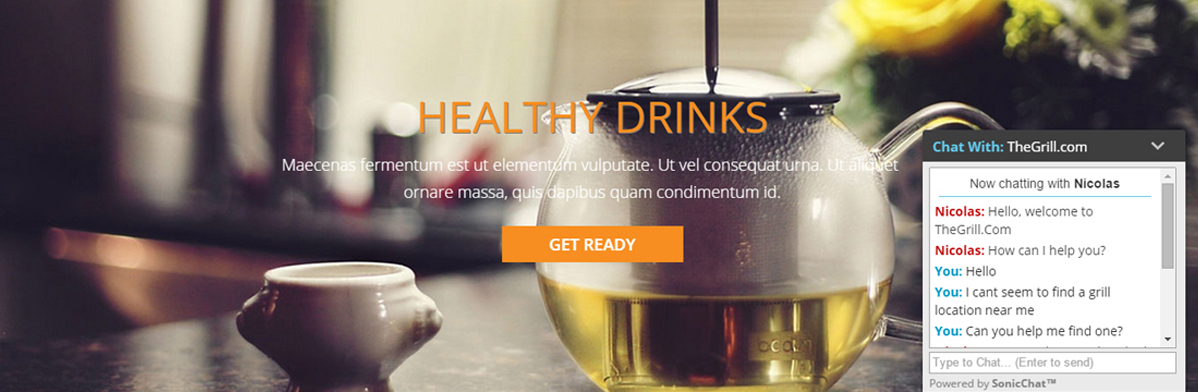 HEALTHY DRINKS
Maecenas fermentum est ut elementum vulputate. Ut vel consequat urna. Ut aliquet
ornare massa, quis dapibus quam condimentum id.
GET READY
Chat With: TheGrill.com
Now chatting with Nicolas
Nicolas: Hello, welcome to
TheGrill.Com
Nicolas: How can I help you?
You: Hello
You: I cant seem to find a grill
location near me
You: Can you help me find one?
Type to Chat... (Enter to send)
Powered by SonicChat™